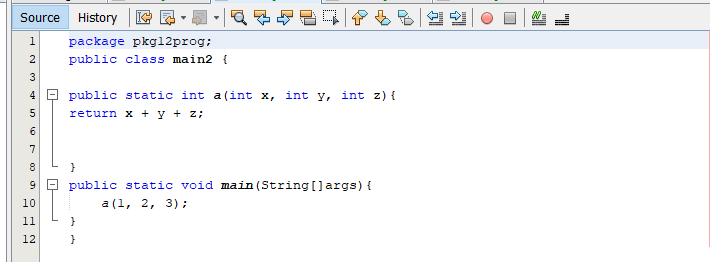 Source History
1 package pkg12prog;
2 public class main2 {
3
4 public static int a(int x, int y, int z){
5 return x + y + z;
6
7
8 }
9 public static void main(String[]args){
10 a(1, 2, 3);
11 }
12 }